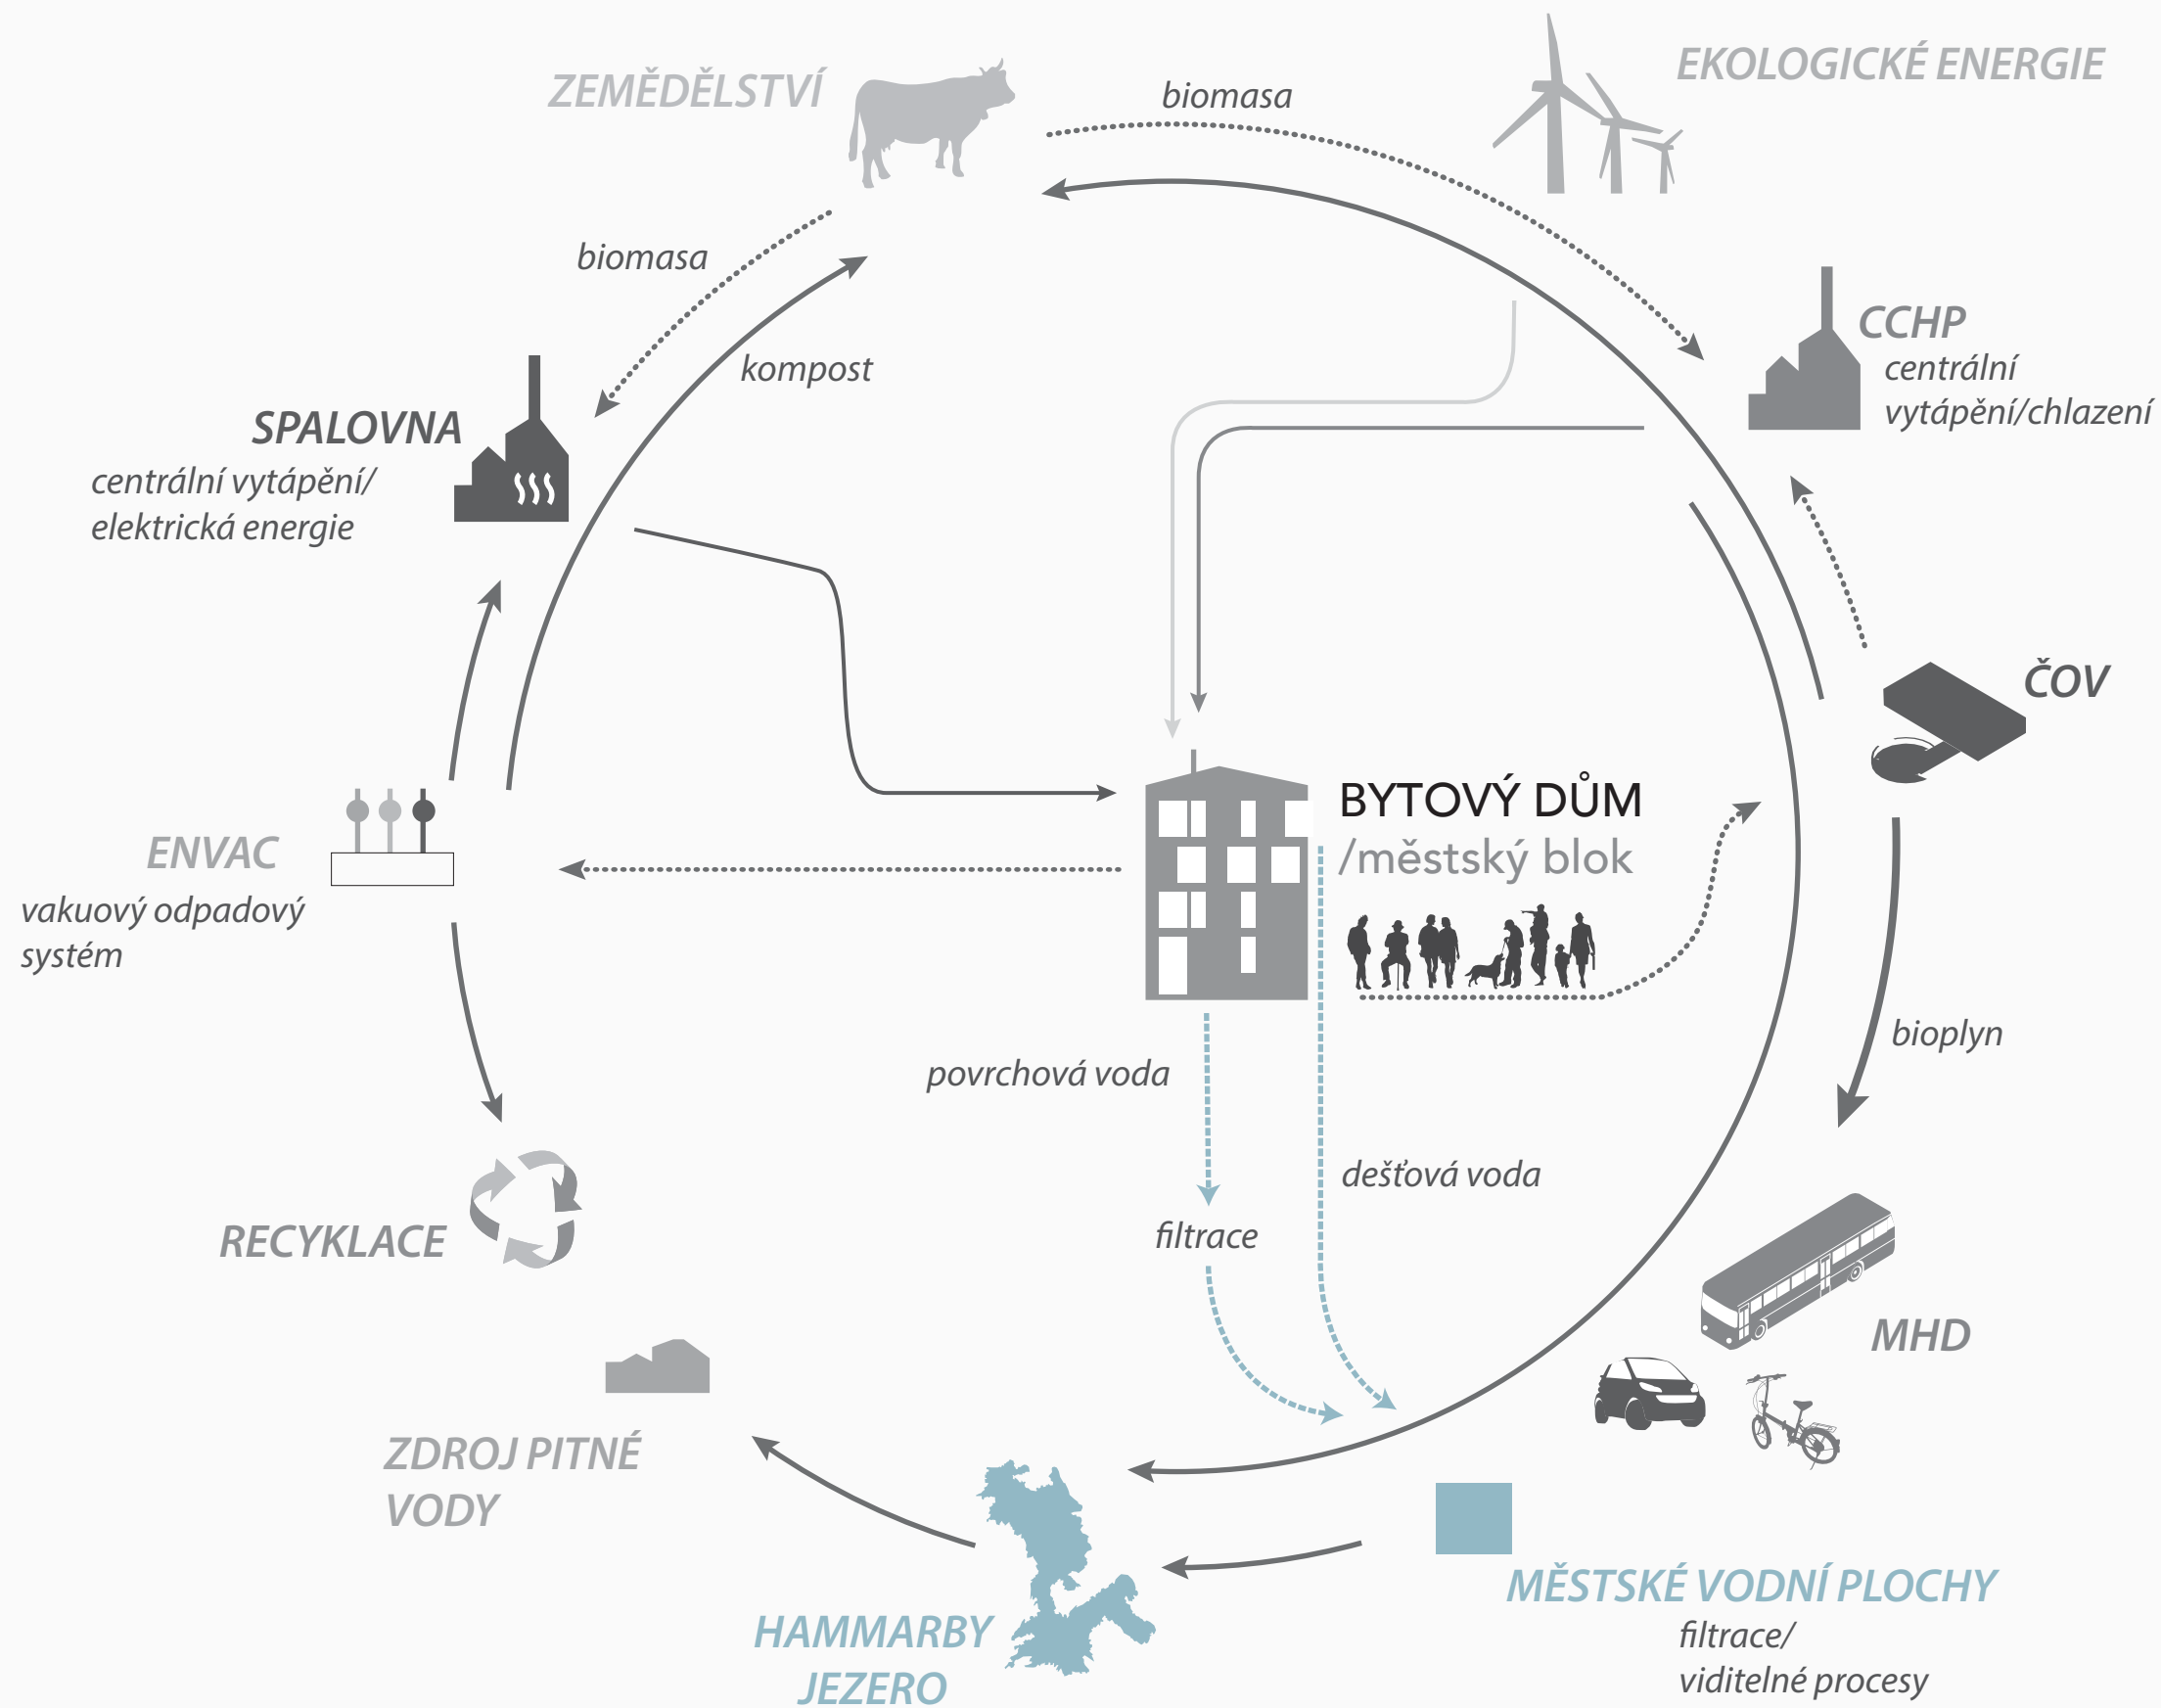 ZEMĚDĚLSTVÍ
biomasa
EKOLOGICKÉ ENERGIE
biomasa
kompost
CCHP
centrální
vytápění/chlazení
SPALOVNA
centrální vytápění/
elektrická energie
ČOV
BYTOVÝ DŮM
/městský blok
ENVAC
vakuový odpadový
systém
bioplyn
povrchová voda
dešťová voda
filtrace
RECYKLACE
MHD
ZDROJ PITNÉ
VODY
HAMMARBY
JEZERO
MĚSTSKÉ VODNÍ PLOCHY
filtrace/
viditelné procesy